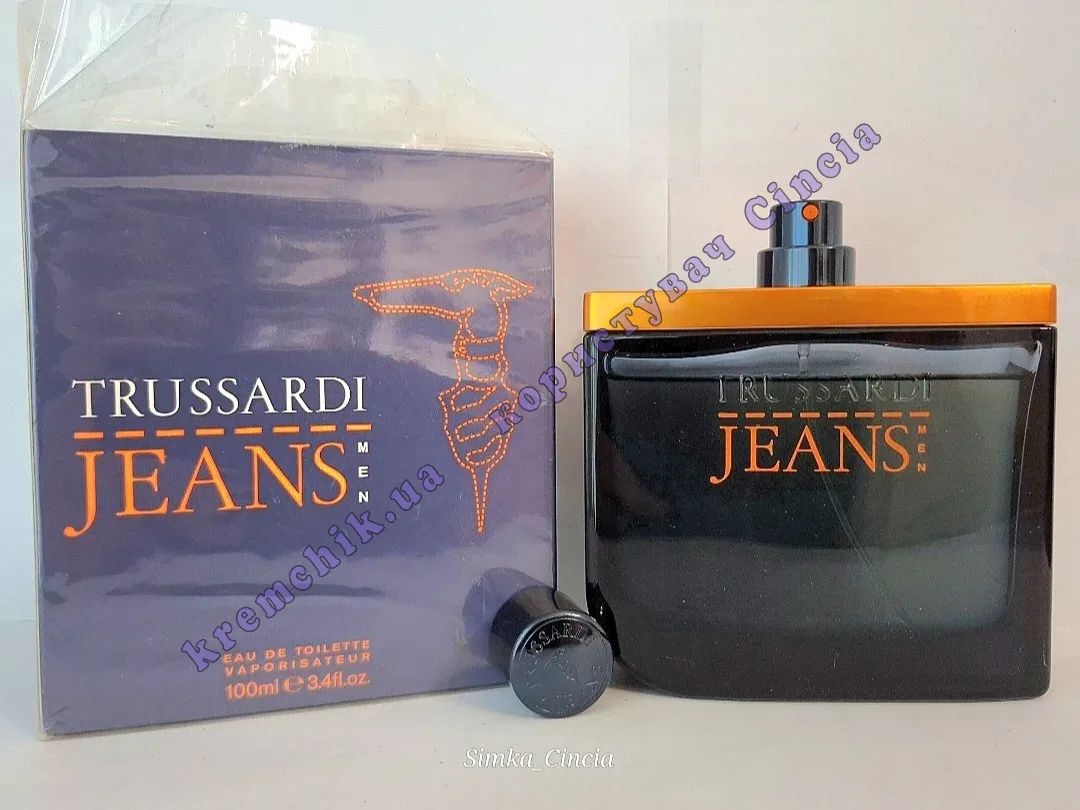 TRUSSARDI
JEANS
MEN
EAU DE TOILETTE
VAPORISATEUR
100ml e 3.4fl.oz.
TRUSSARDI
JEANS
MEN
TRUSSARDI
kremchik.ua користувач Cincia
Simka_Cincia